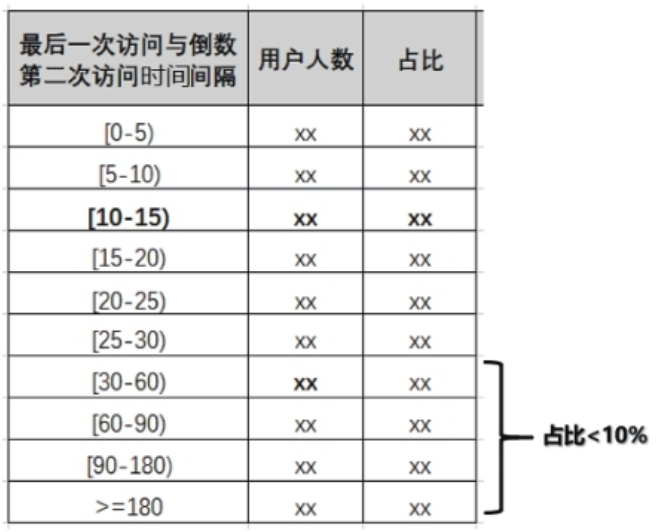 最后一次访问与倒数 用户人数 占比
第二次访问时间间隔
[0-5) xx xx
[5-10) xx xx
[10-15) xx xx
[15-20) xx xx
[20-25) xx xx
[25-30) xx xx
[30-60) xx xx
[60-90) xx xx
[90-180) xx xx
>=180 xx xx
占比<10%